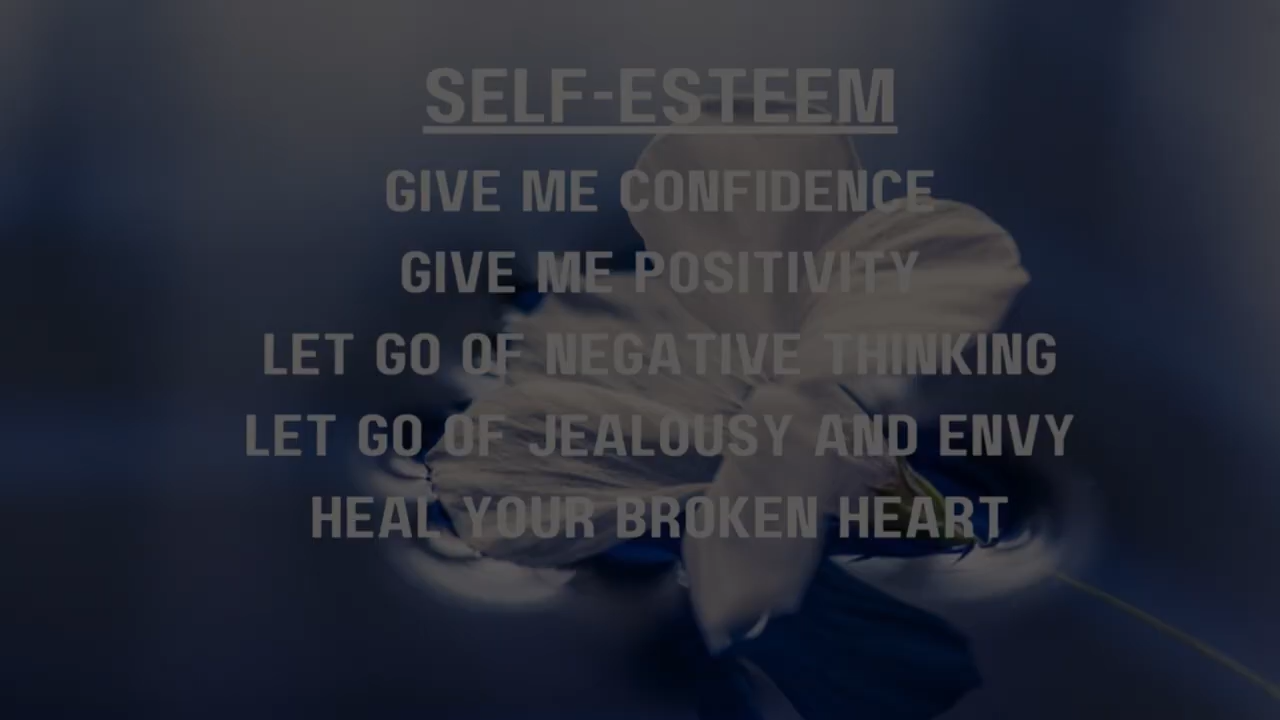 SELF-ESTEEM
GIVE ME CONFIDENCE
GIVE ME POSITIVITY
LET GO OF NEGATIVE THINKING
LET GO OF JEALOUSY AND ENVY
HEAL YOUR BROKEN HEART